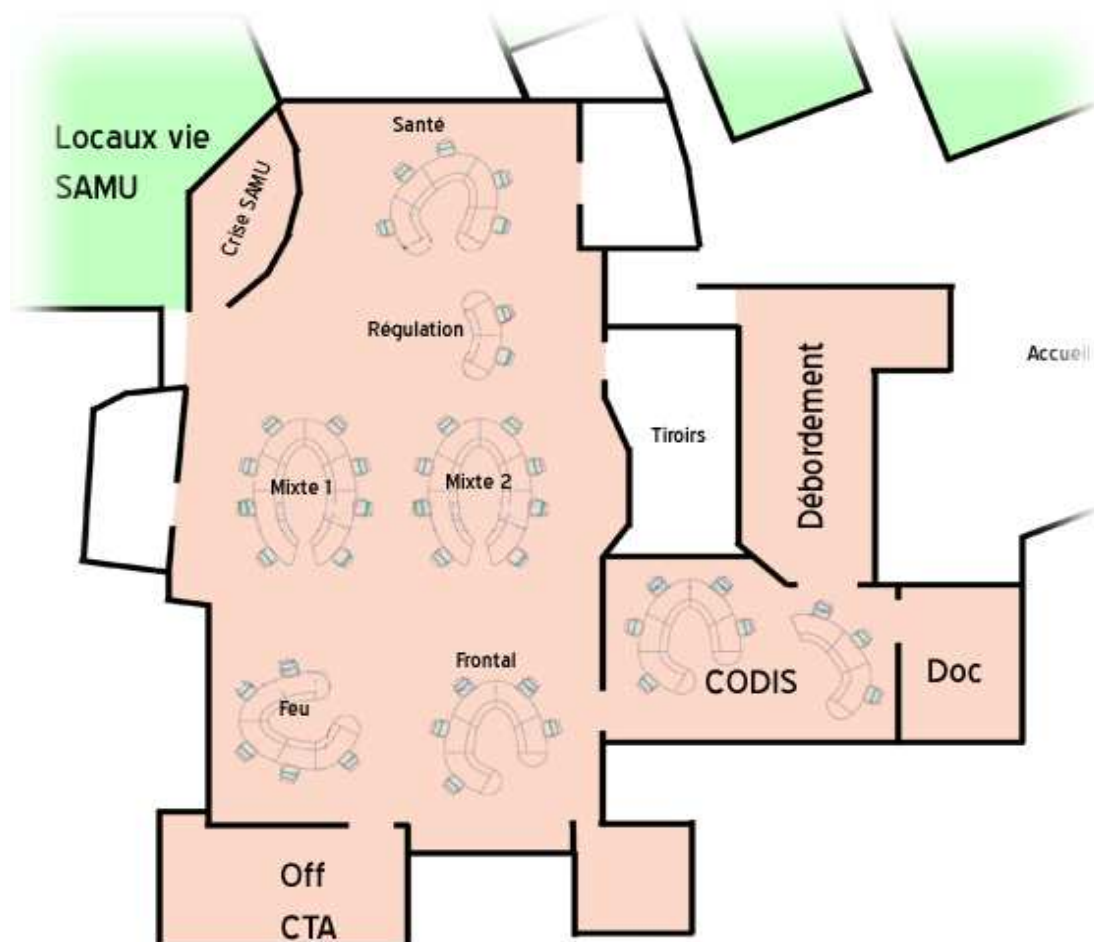 Santé
Locaux vie
SAMU
Crise SAMU
Régulation
Accueil
Débordement
Tiroirs
Mixte 1
Mixte 2
Frontal
CODIS
Doc
Feu
Off
CTA